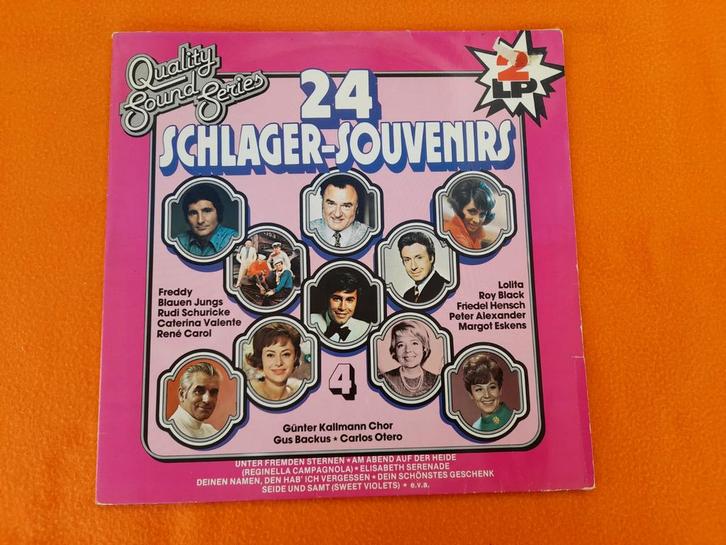 Quality
Sound Series
2
LP
24
SCHLAGER-SOUVENIRS
Freddy
Blauen Jungs
Rudi Schuricke
Caterina Valente
René Carol
Lolita
Roy Black
Friedel Hensch
Peter Alexander
Margot Eskens
4
Günter Kallmann Chor
Gus Backus ★ Carlos Otero
UNTER FREMDEN STERNEN ★ AM ABEND AUF DER HEIDE
(REGINELLA CAMPAGNOLA) ★ ELISABETH SERENADE
DEINEN NAMEN, DEN HAB' ICH VERGESSEN ★ DEIN SCHÖNSTES GESCHENK
SEIDE UND SAMT (SWEET VIOLETS) ★ e.v.a.